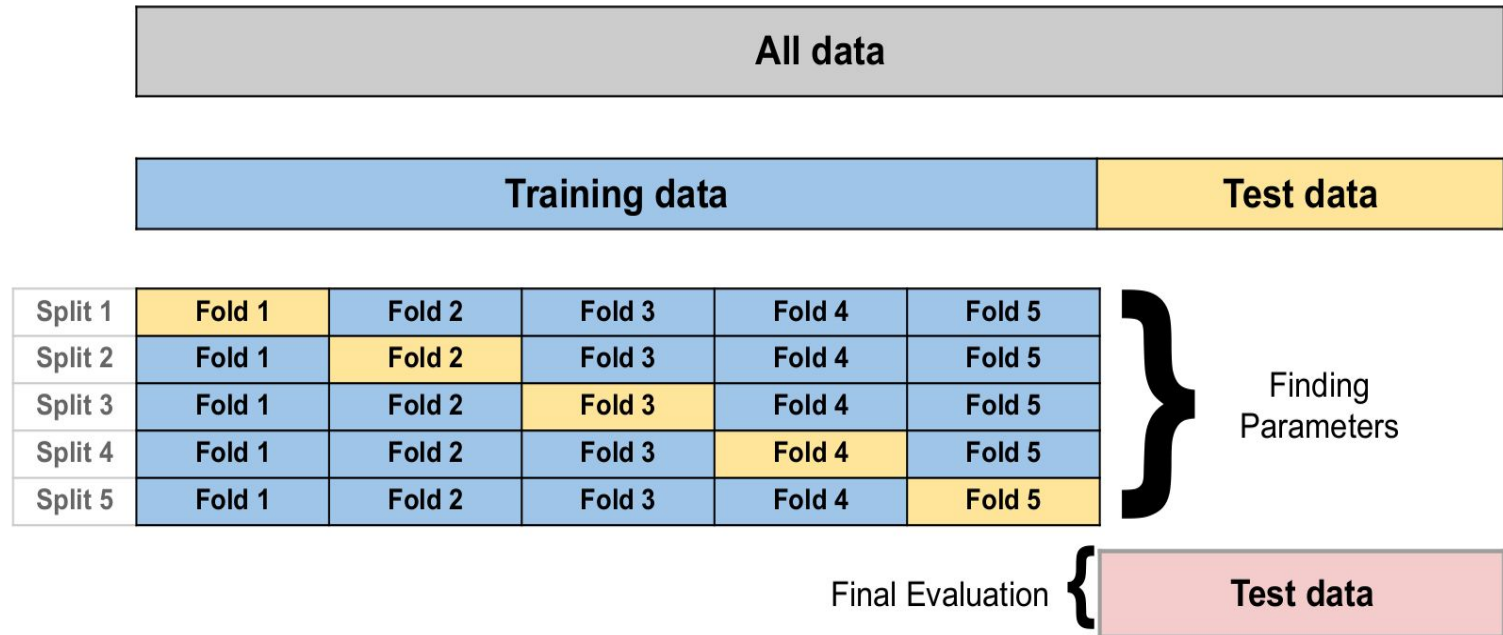 All data
Training data Test data
Split 1 Fold 1 Fold 2 Fold 3 Fold 4 Fold 5
Split 2 Fold 1 Fold 2 Fold 3 Fold 4 Fold 5
Split 3 Fold 1 Fold 2 Fold 3 Fold 4 Fold 5
Split 4 Fold 1 Fold 2 Fold 3 Fold 4 Fold 5
Split 5 Fold 1 Fold 2 Fold 3 Fold 4 Fold 5
Finding
Parameters
Final Evaluation Test data